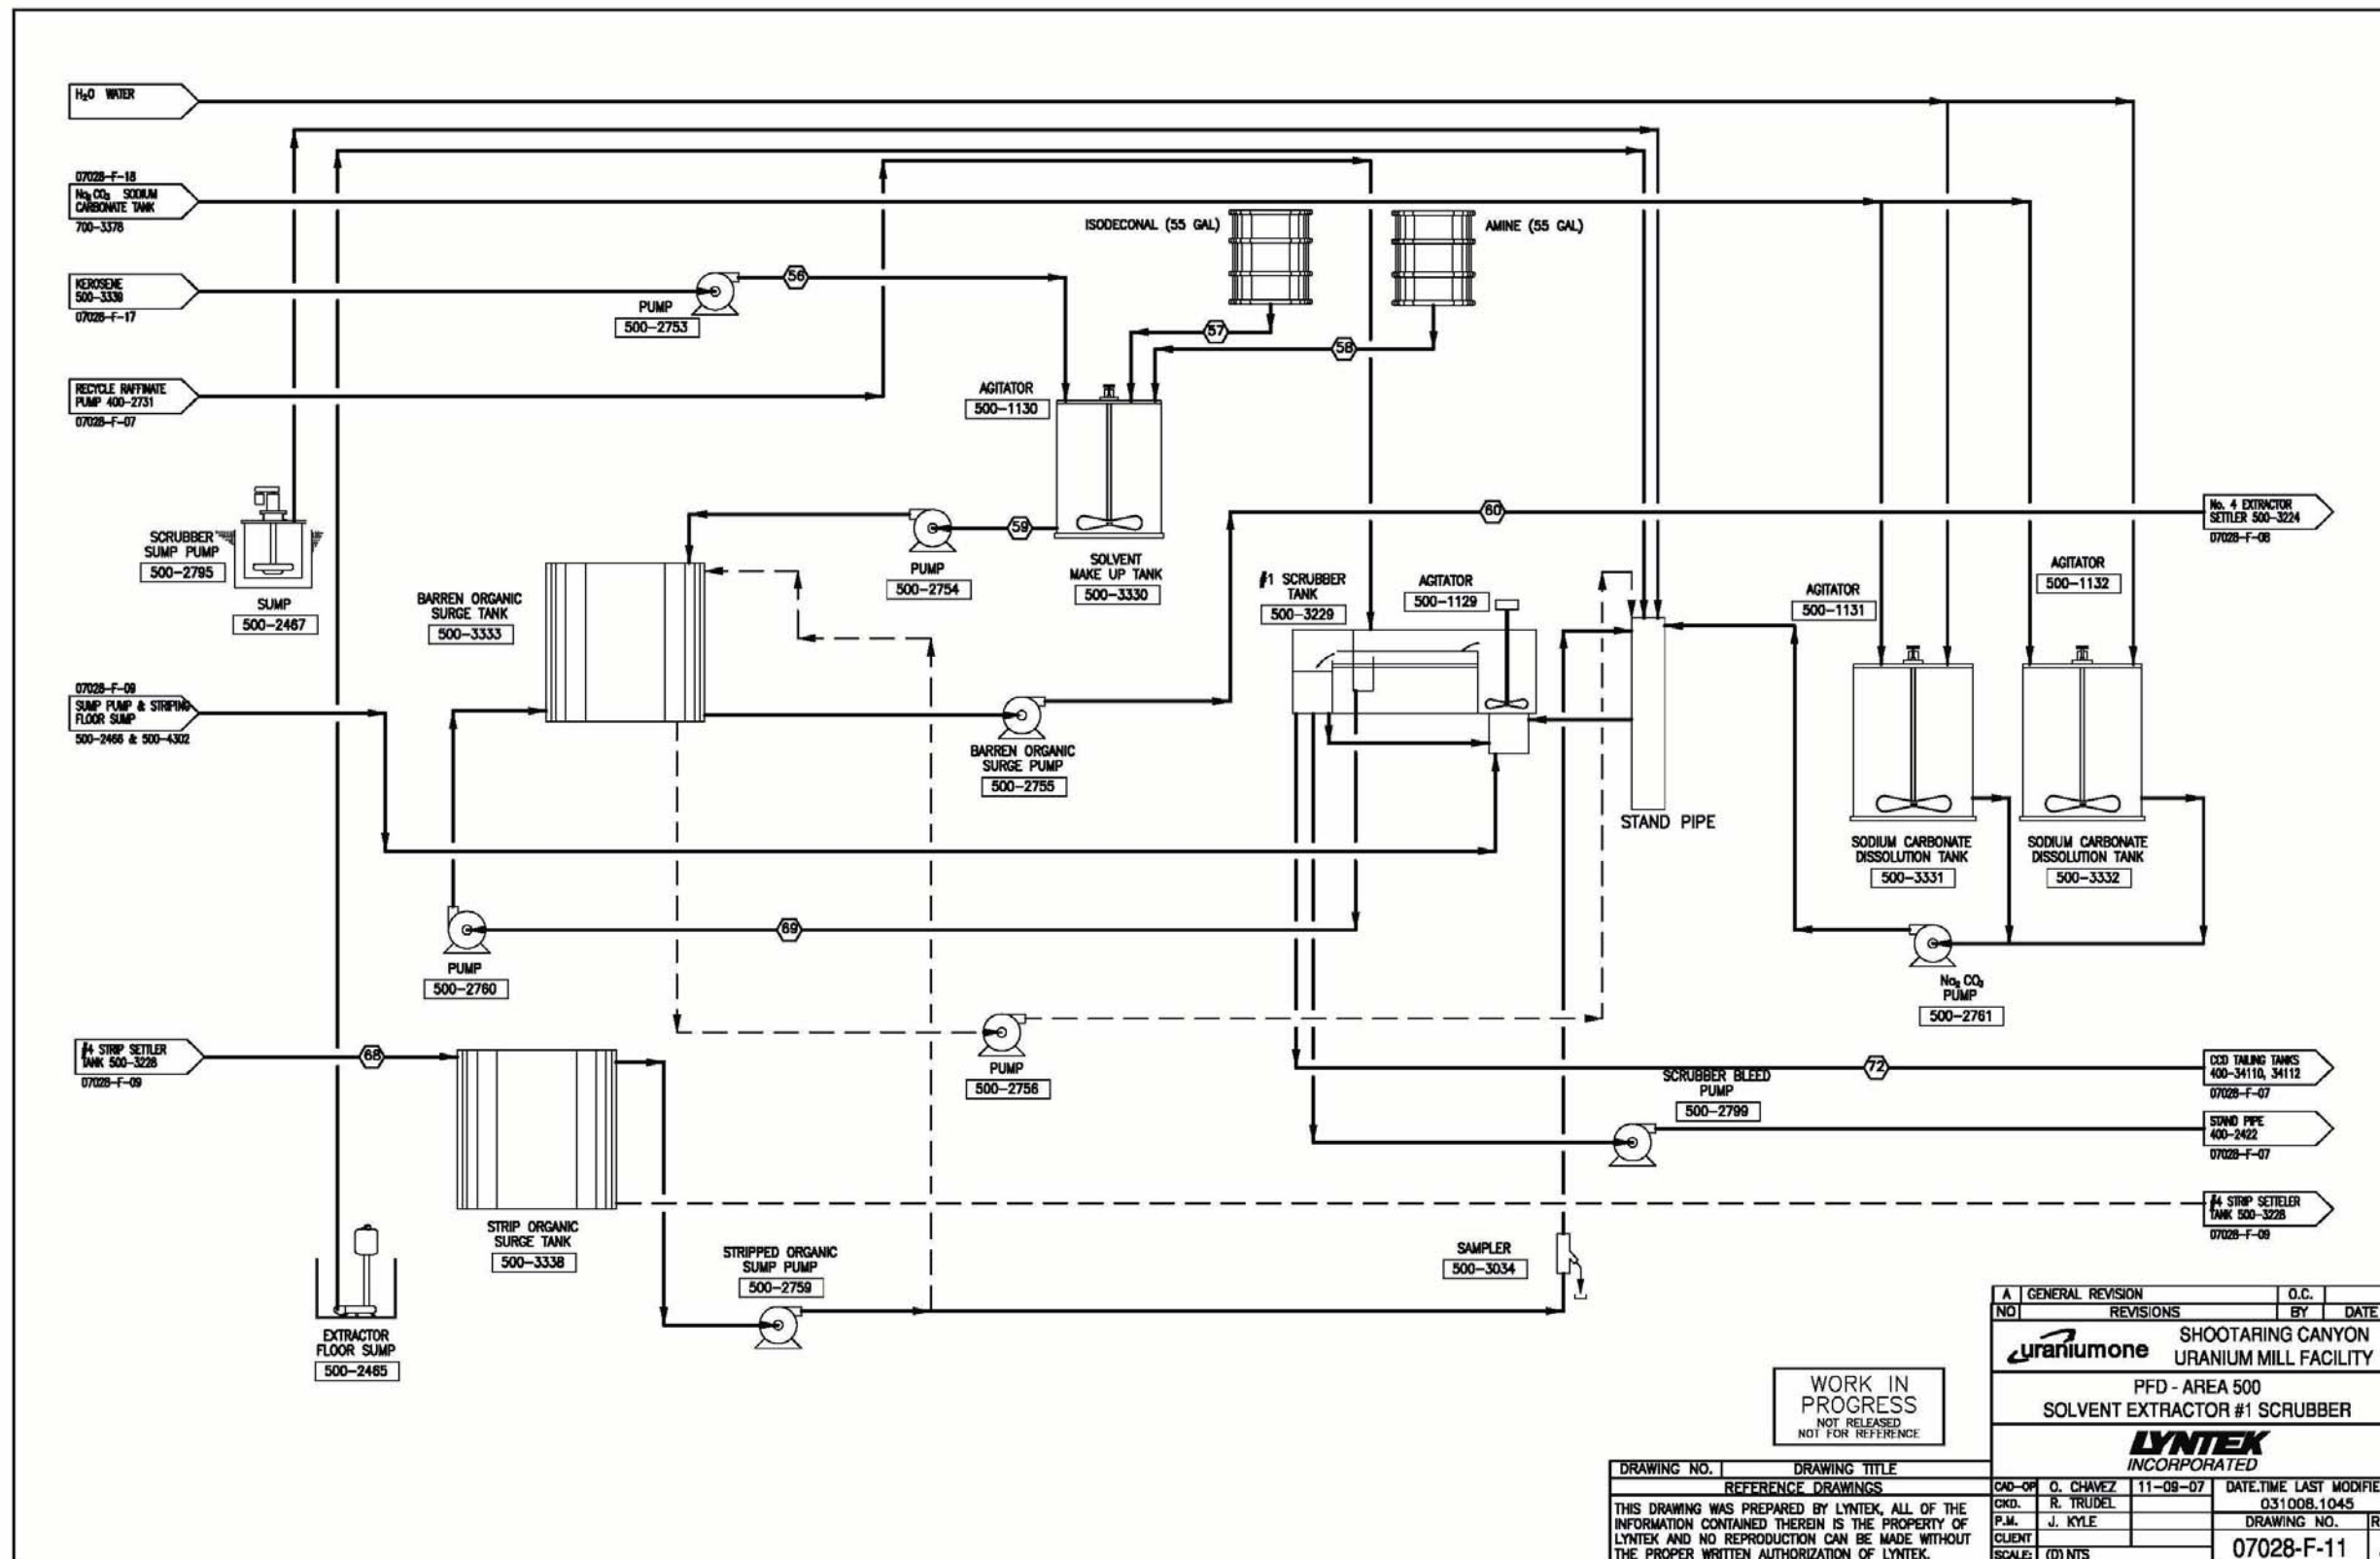 H₂O WATER
07028-F-18
Na₂CO₃ SODIUM
CARBONATE TANK
700-3378
KEROSENE
500-3339
07028-F-17
RECYCLE RAFFINATE
PUMP 400-2731
07028-F-07
PUMP
500-2753
56
ISODECONAL (55 GAL)
AMINE (55 GAL)
57
58
AGITATOR
500-1130
SCRUBBER
SUMP PUMP
500-2795
SUMP
500-2467
BARREN ORGANIC
SURGE TANK
500-3333
PUMP
500-2754
59
SOLVENT
MAKE UP TANK
500-3330
60
No. 4 EXTRACTOR
SETTLER 500-3224
07028-F-08
#1 SCRUBBER
TANK
500-3229
AGITATOR
500-1129
AGITATOR
500-1131
AGITATOR
500-1132
07028-F-09
SUMP PUMP & STRIPING
FLOOR SUMP
500-2466 & 500-4302
BARREN ORGANIC
SURGE PUMP
500-2755
STAND PIPE
SODIUM CARBONATE
DISSOLUTION TANK
500-3331
SODIUM CARBONATE
DISSOLUTION TANK
500-3332
69
PUMP
500-2760
Na₂ CO₃
PUMP
500-2761
#4 STRIP SETTLER
TANK 500-3228
07028-F-09
68
PUMP
500-2756
72
SCRUBBER BLEED
PUMP
500-2799
CCD TAILING TANKS
400-34110, 34112
07028-F-07
STAND PIPE
400-2422
07028-F-07
#4 STRIP SETTELER
TANK 500-3228
07028-F-09
STRIP ORGANIC
SURGE TANK
500-3338
STRIPPED ORGANIC
SUMP PUMP
500-2759
SAMPLER
500-3034
EXTRACTOR
FLOOR SUMP
500-2465
A GENERAL REVISION O.C.
NO REVISIONS BY DATE
uraniumone
SHOOTARING CANYON
URANIUM MILL FACILITY
PFD - AREA 500
SOLVENT EXTRACTOR #1 SCRUBBER
LYNTEK
INCORPORATED
WORK IN
PROGRESS
NOT RELEASED
NOT FOR REFERENCE
DRAWING NO. DRAWING TITLE
REFERENCE DRAWINGS
THIS DRAWING WAS PREPARED BY LYNTEK, ALL OF THE
INFORMATION CONTAINED THEREIN IS THE PROPERTY OF
LYNTEK AND NO REPRODUCTION CAN BE MADE WITHOUT
THE PROPER WRITTEN AUTHORIZATION OF LYNTEK.
CAD-OP O. CHAVEZ 11-09-07 DATE.TIME LAST MODIFIE
CKD. R. TRUDEL 031008.1045
P.M. J. KYLE DRAWING NO. R
CLIENT 07028-F-11
SCALE: (D) NTS